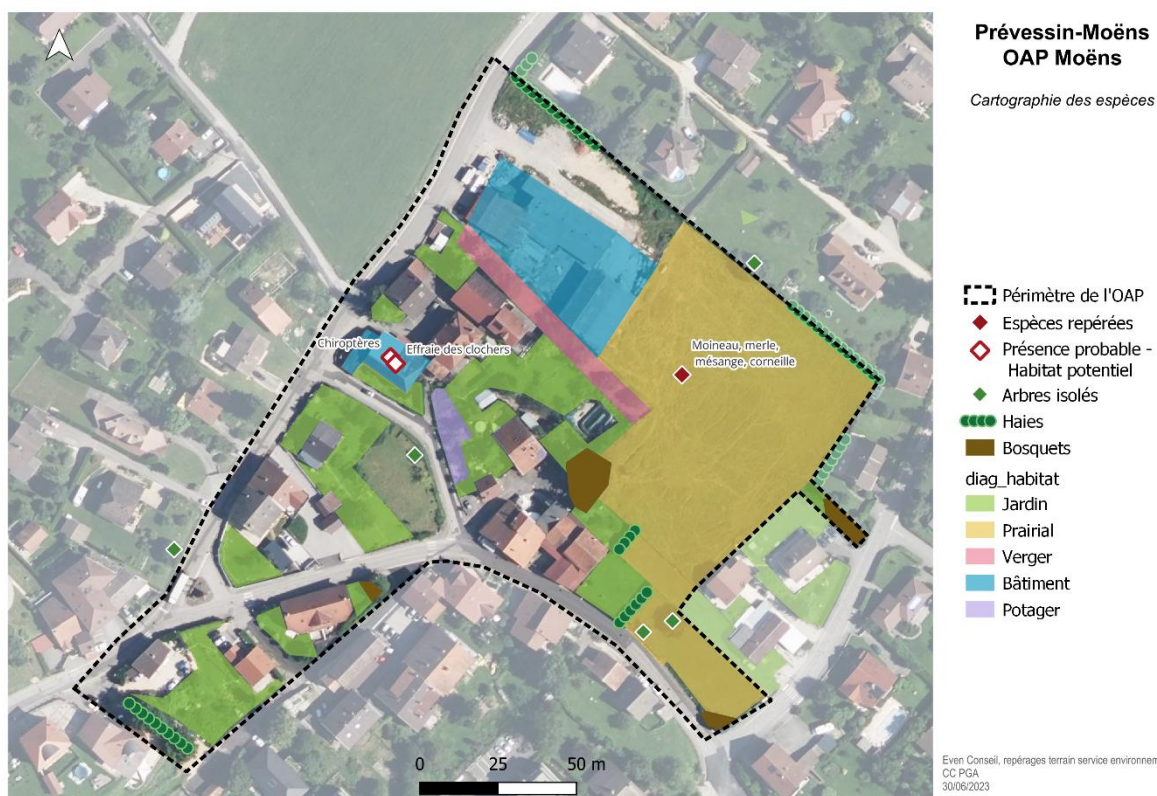 Prévessin-Moëns
OAP Moëns
Cartographie des espèces
Chiroptères
Effraie des clochers
Moineau, merle,
mésange, corneille
Périmètre de l'OAP
Espèces repérées
Présence probable -
Habitat potentiel
Arbres isolés
Haies
Bosquets
diag_habitat
Jardin
Prairial
Verger
Bâtiment
Potager
0 25 50 m
Even Conseil, repérages terrain service environnem
CC PGA
30/06/2023